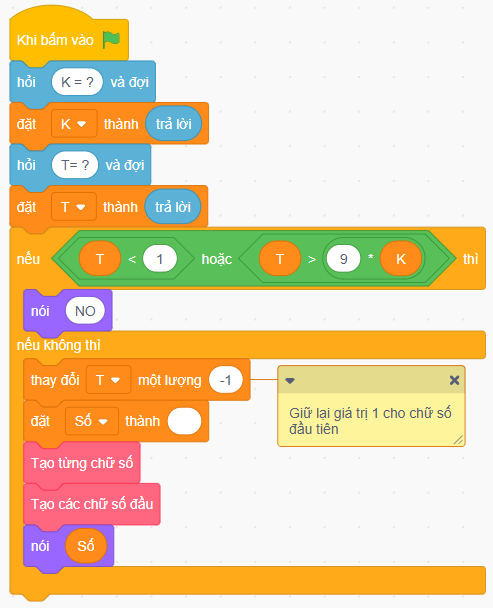 Khi bấm vào
hỏi K = ? và đợi
đặt K thành trả lời
hỏi T= ? và đợi
đặt T thành trả lời
nếu T < 1 hoặc T > 9 * K thì
nói NO
nếu không thì
thay đổi T một lượng -1
Giữ lại giá trị 1 cho chữ số
đầu tiên
đặt Số thành
Tạo từng chữ số
Tạo các chữ số đầu
nói Số